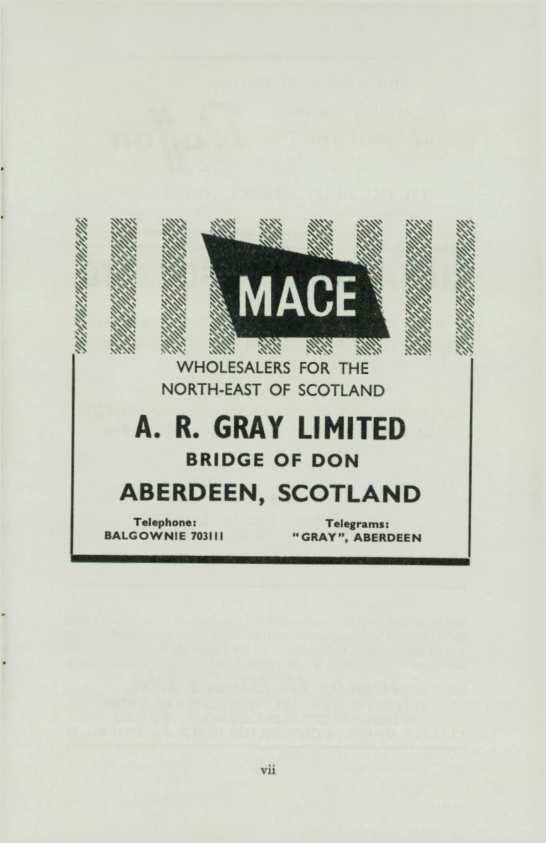 MACE
WHOLESALERS FOR THE
NORTH-EAST OF SCOTLAND
A. R. GRAY LIMITED
BRIDGE OF DON
ABERDEEN, SCOTLAND
Telephone:
BALGOWNIE 703111
Telegrams:
"GRAY", ABERDEEN
vii